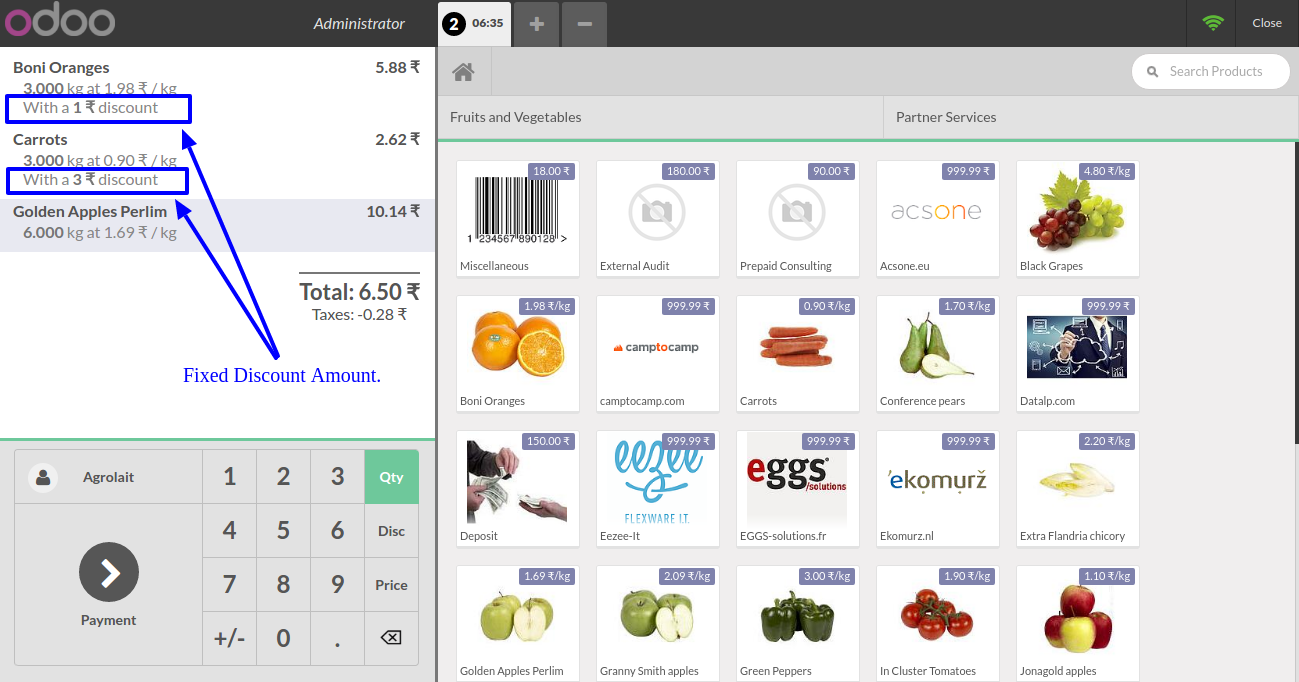 odoo
Administrator
2 06:35
+
−
Close
Boni Oranges 5.88 ₹
3.000 kg at 1.98 ₹ / kg
With a 1 ₹ discount
Carrots 2.62 ₹
3.000 kg at 0.90 ₹ / kg
With a 3 ₹ discount
Golden Apples Perlim 10.14 ₹
6.000 kg at 1.69 ₹ / kg
Total: 6.50 ₹
Taxes: -0.28 ₹
Fixed Discount Amount.
Agrolait
Payment
1 2 3 Qty
4 5 6 Disc
7 8 9 Price
+/- 0 .
Search Products
Fruits and Vegetables
Partner Services
18.00 ₹
1 234567 890128 >
Miscellaneous
180.00 ₹
External Audit
90.00 ₹
Prepaid Consulting
999.99 ₹
acsone
Acsone.eu
4.80 ₹/kg
Black Grapes
1.98 ₹/kg
Boni Oranges
999.99 ₹
camptocamp
camptocamp.com
0.90 ₹/kg
Carrots
1.70 ₹/kg
Conference pears
999.99 ₹
Datalp.com
150.00 ₹
Deposit
999.99 ₹
eezee
FLEXWARE I.T.
Eezee-It
999.99 ₹
eggs
/solutions
EGGS-solutions.fr
999.99 ₹
ekomurž
Ekomurz.nl
2.20 ₹/kg
Extra Flandria chicory
1.69 ₹/kg
Golden Apples Perlim
2.09 ₹/kg
Granny Smith apples
3.00 ₹/kg
Green Peppers
1.90 ₹/kg
In Cluster Tomatoes
1.10 ₹/kg
Jonagold apples